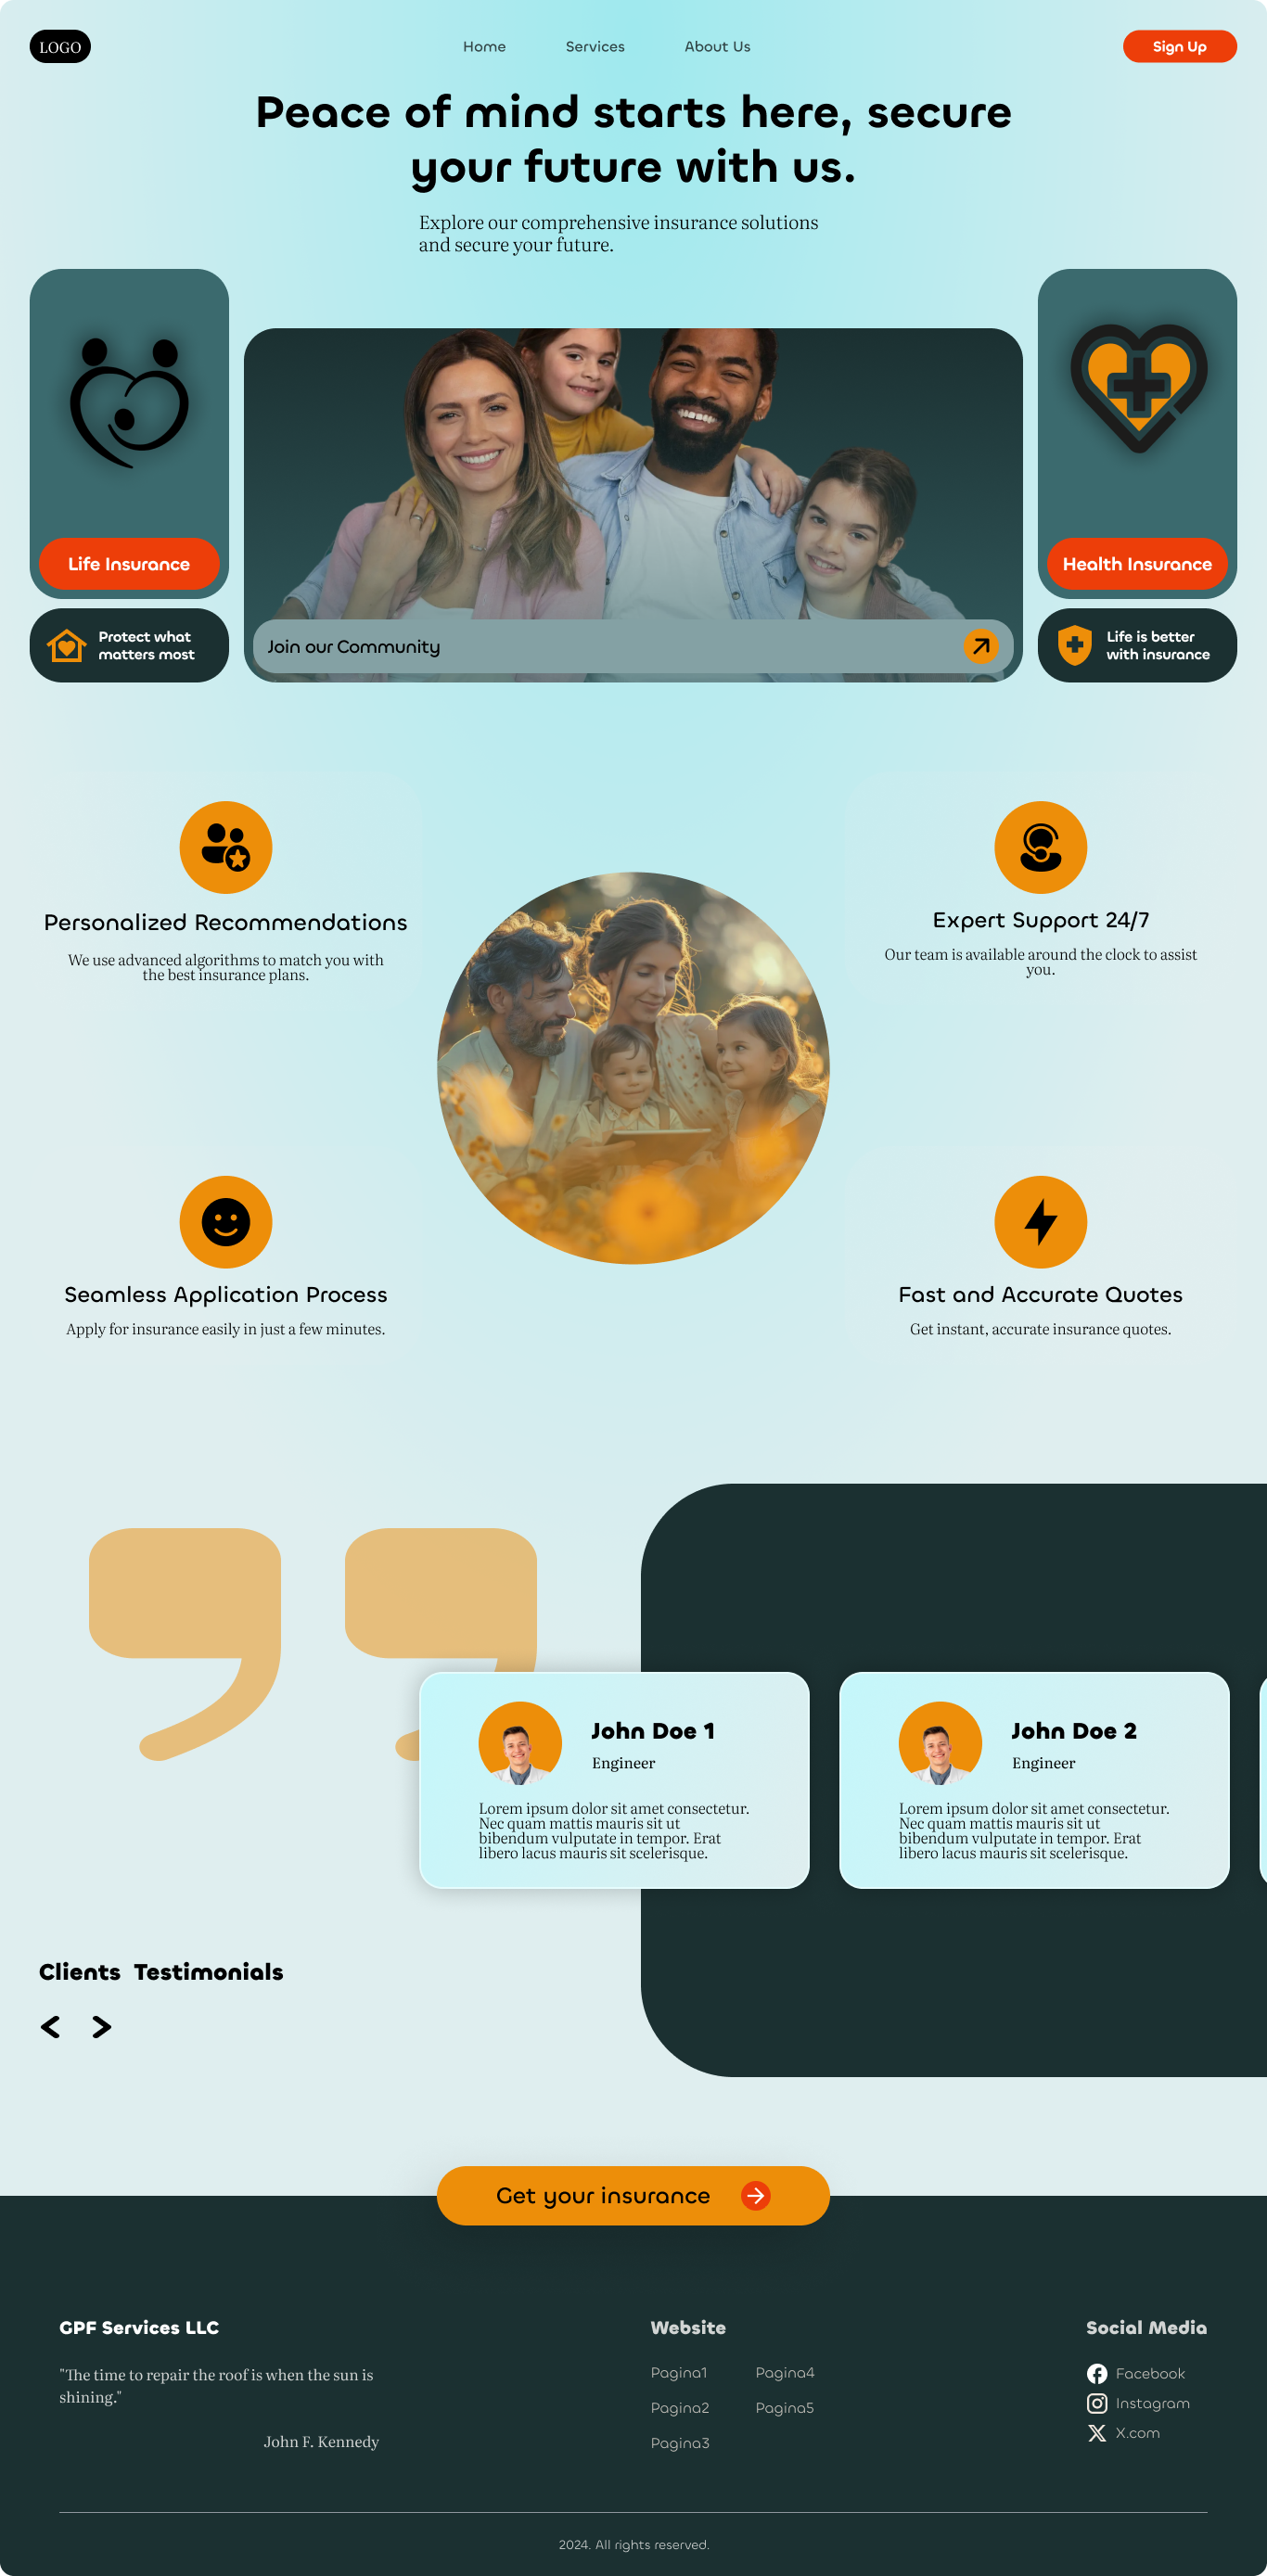 LOGO
Home
Services
About Us
Sign Up
Peace of mind starts here, secure
your future with us.
Explore our comprehensive insurance solutions
and secure your future.
Life Insurance
Protect what
matters most
Join our Community
Health Insurance
Life is better
with insurance
Personalized Recommendations
We use advanced algorithms to match you with
the best insurance plans.
Expert Support 24/7
Our team is available around the clock to assist
you.
Seamless Application Process
Apply for insurance easily in just a few minutes.
Fast and Accurate Quotes
Get instant, accurate insurance quotes.
John Doe 1
Engineer
Lorem ipsum dolor sit amet consectetur.
Nec quam mattis mauris sit ut
bibendum vulputate in tempor. Erat
libero lacus mauris sit scelerisque.
John Doe 2
Engineer
Lorem ipsum dolor sit amet consectetur.
Nec quam mattis mauris sit ut
bibendum vulputate in tempor. Erat
libero lacus mauris sit scelerisque.
Clients Testimonials
Get your insurance
GPF Services LLC
"The time to repair the roof is when the sun is
shining."
John F. Kennedy
Website
Pagina1
Pagina2
Pagina3
Pagina4
Pagina5
Social Media
Facebook
Instagram
X.com
2024. All rights reserved.